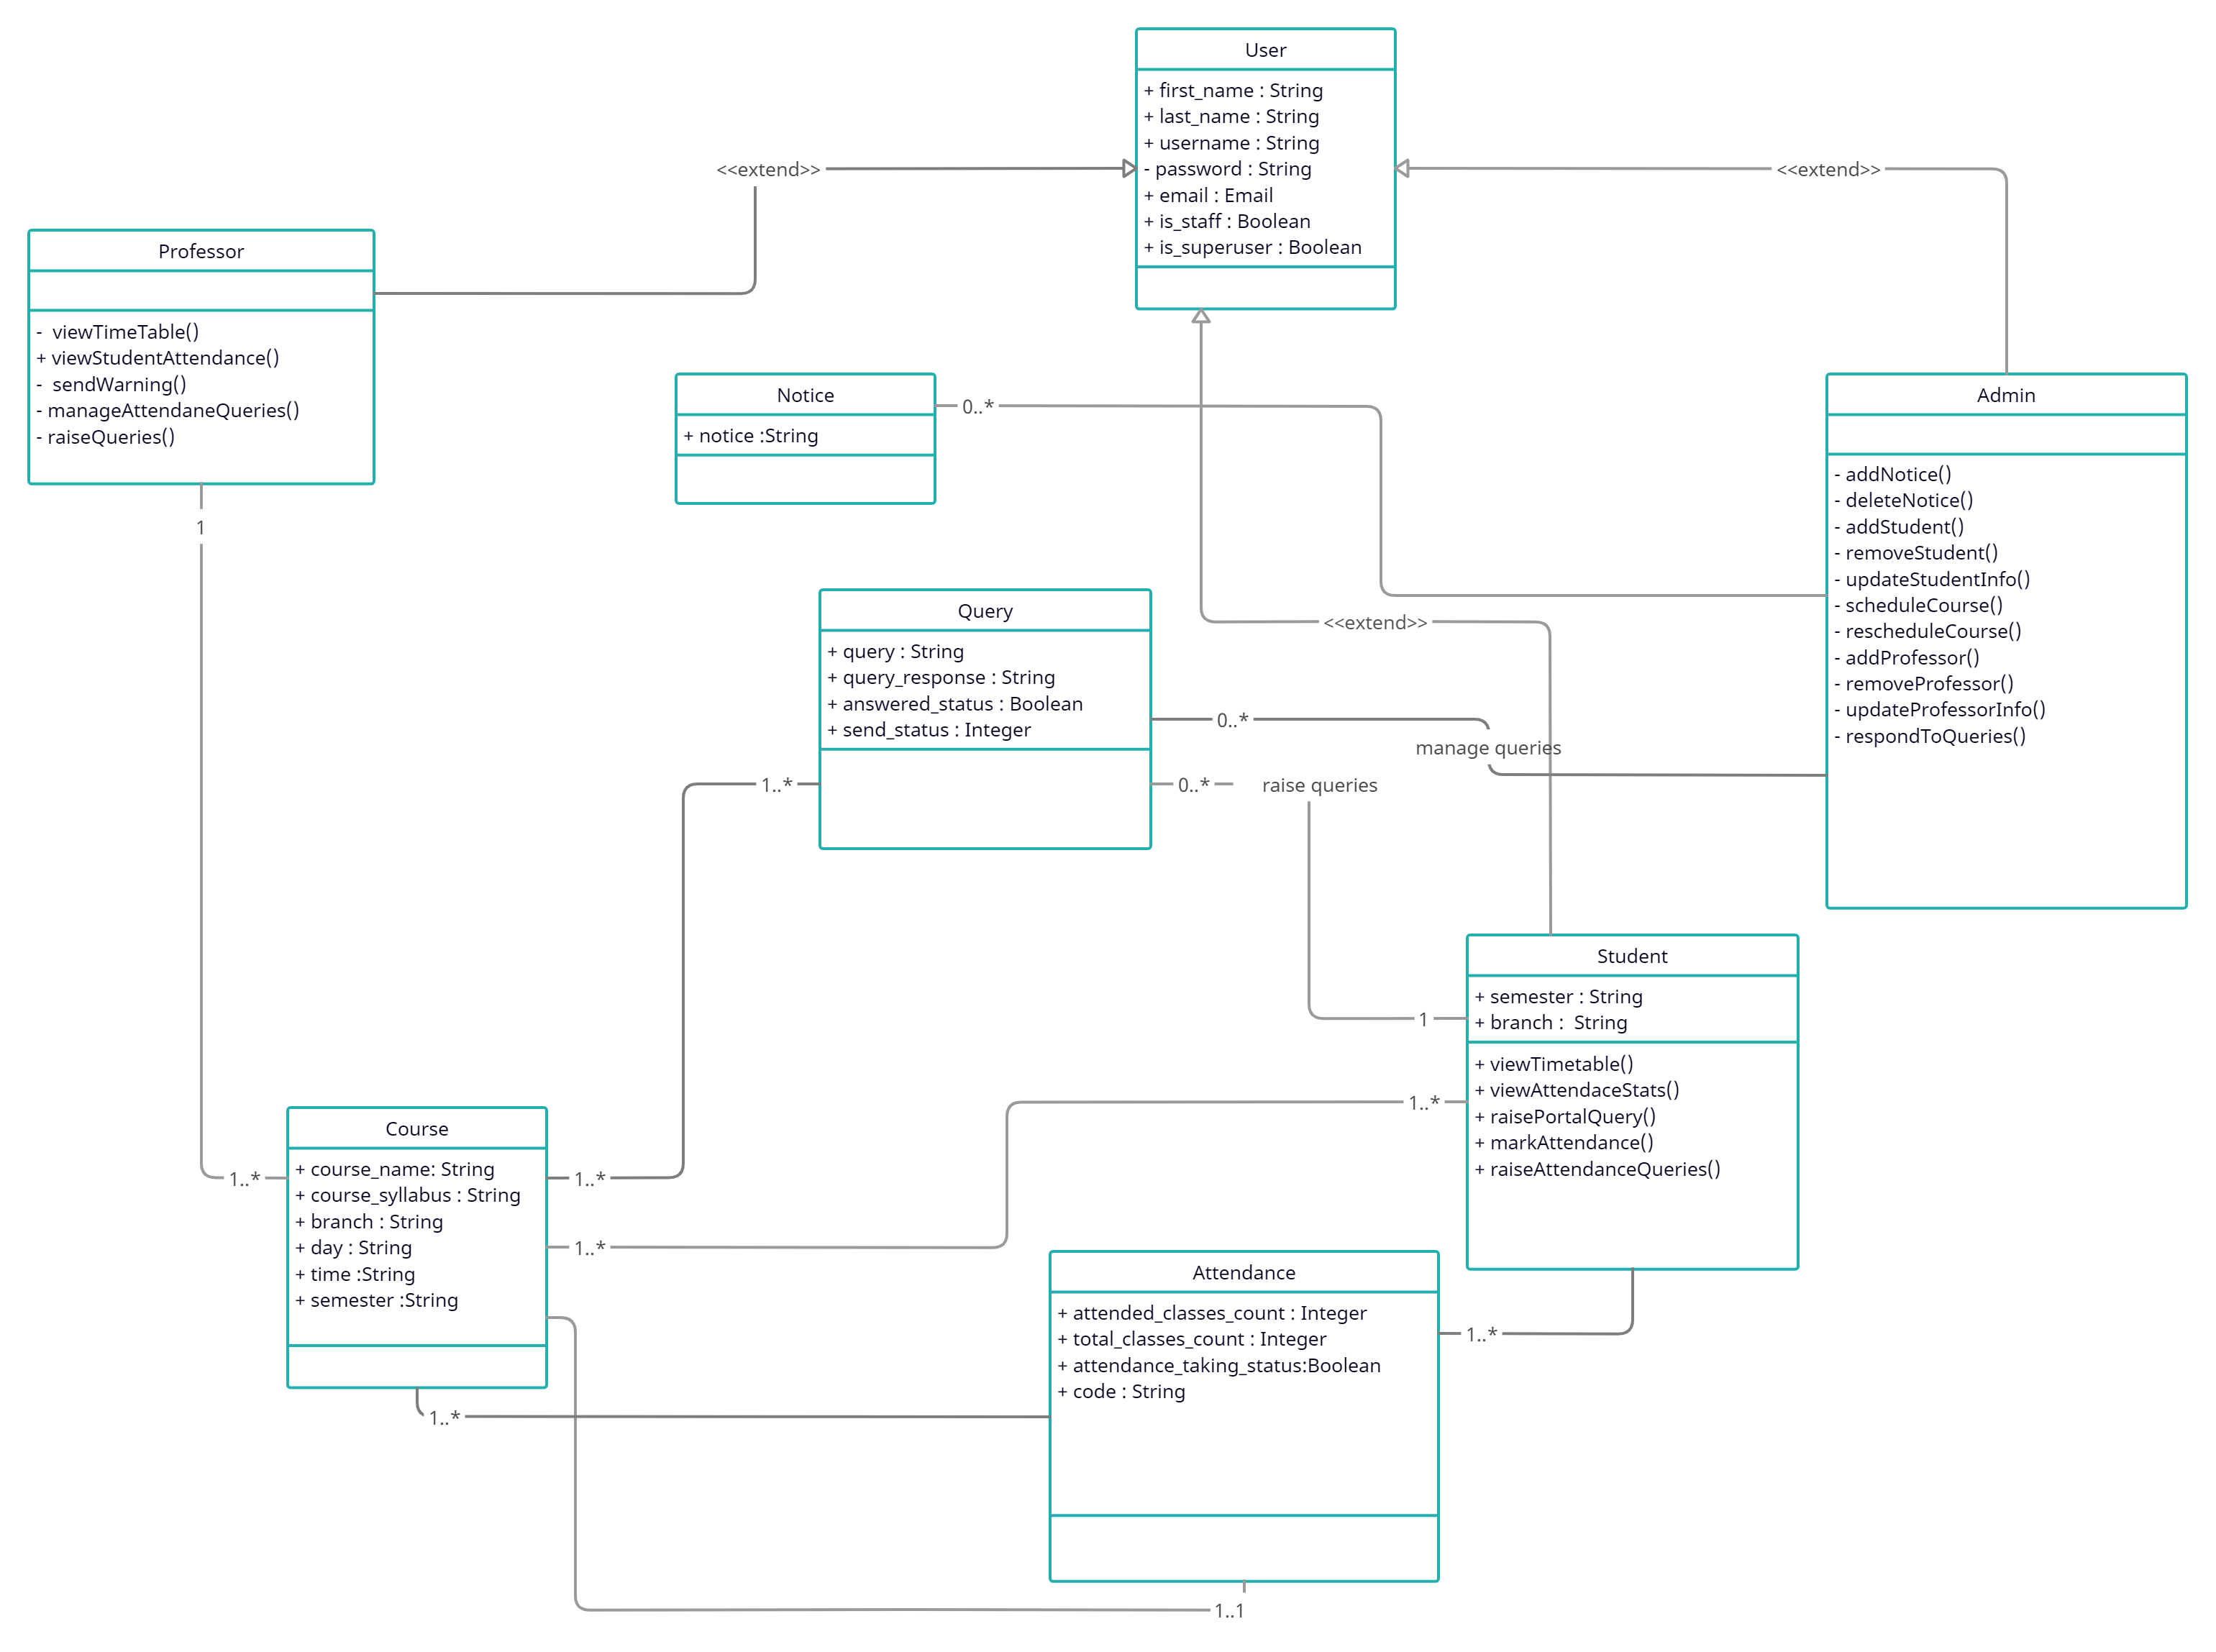 User
+ first_name : String
+ last_name : String
+ username : String
- password : String
+ email : Email
+ is_staff : Boolean
+ is_superuser : Boolean
<<extend>>
<<extend>>
Professor
-  viewTimeTable()
+ viewStudentAttendance()
-  sendWarning()
- manageAttendaneQueries()
- raiseQueries()
1
Notice
+ notice :String
0..*
Admin
- addNotice()
- deleteNotice()
- addStudent()
- removeStudent()
- updateStudentInfo()
- scheduleCourse()
- rescheduleCourse()
- addProfessor()
- removeProfessor()
- updateProfessorInfo()
- respondToQueries()
<<extend>>
Query
+ query : String
+ query_response : String
+ answered_status : Boolean
+ send_status : Integer
0..*
manage queries
0..*
raise queries
1..*
1
Student
+ semester : String
+ branch :  String
+ viewTimetable()
+ viewAttendaceStats()
+ raisePortalQuery()
+ markAttendance()
+ raiseAttendanceQueries()
1..*
Course
+ course_name: String
+ course_syllabus : String
+ branch : String
+ day : String
+ time :String
+ semester :String
1..*
1..*
1..*
1..*
Attendance
+ attended_classes_count : Integer
+ total_classes_count : Integer
+ attendance_taking_status:Boolean
+ code : String
1..*
1..1